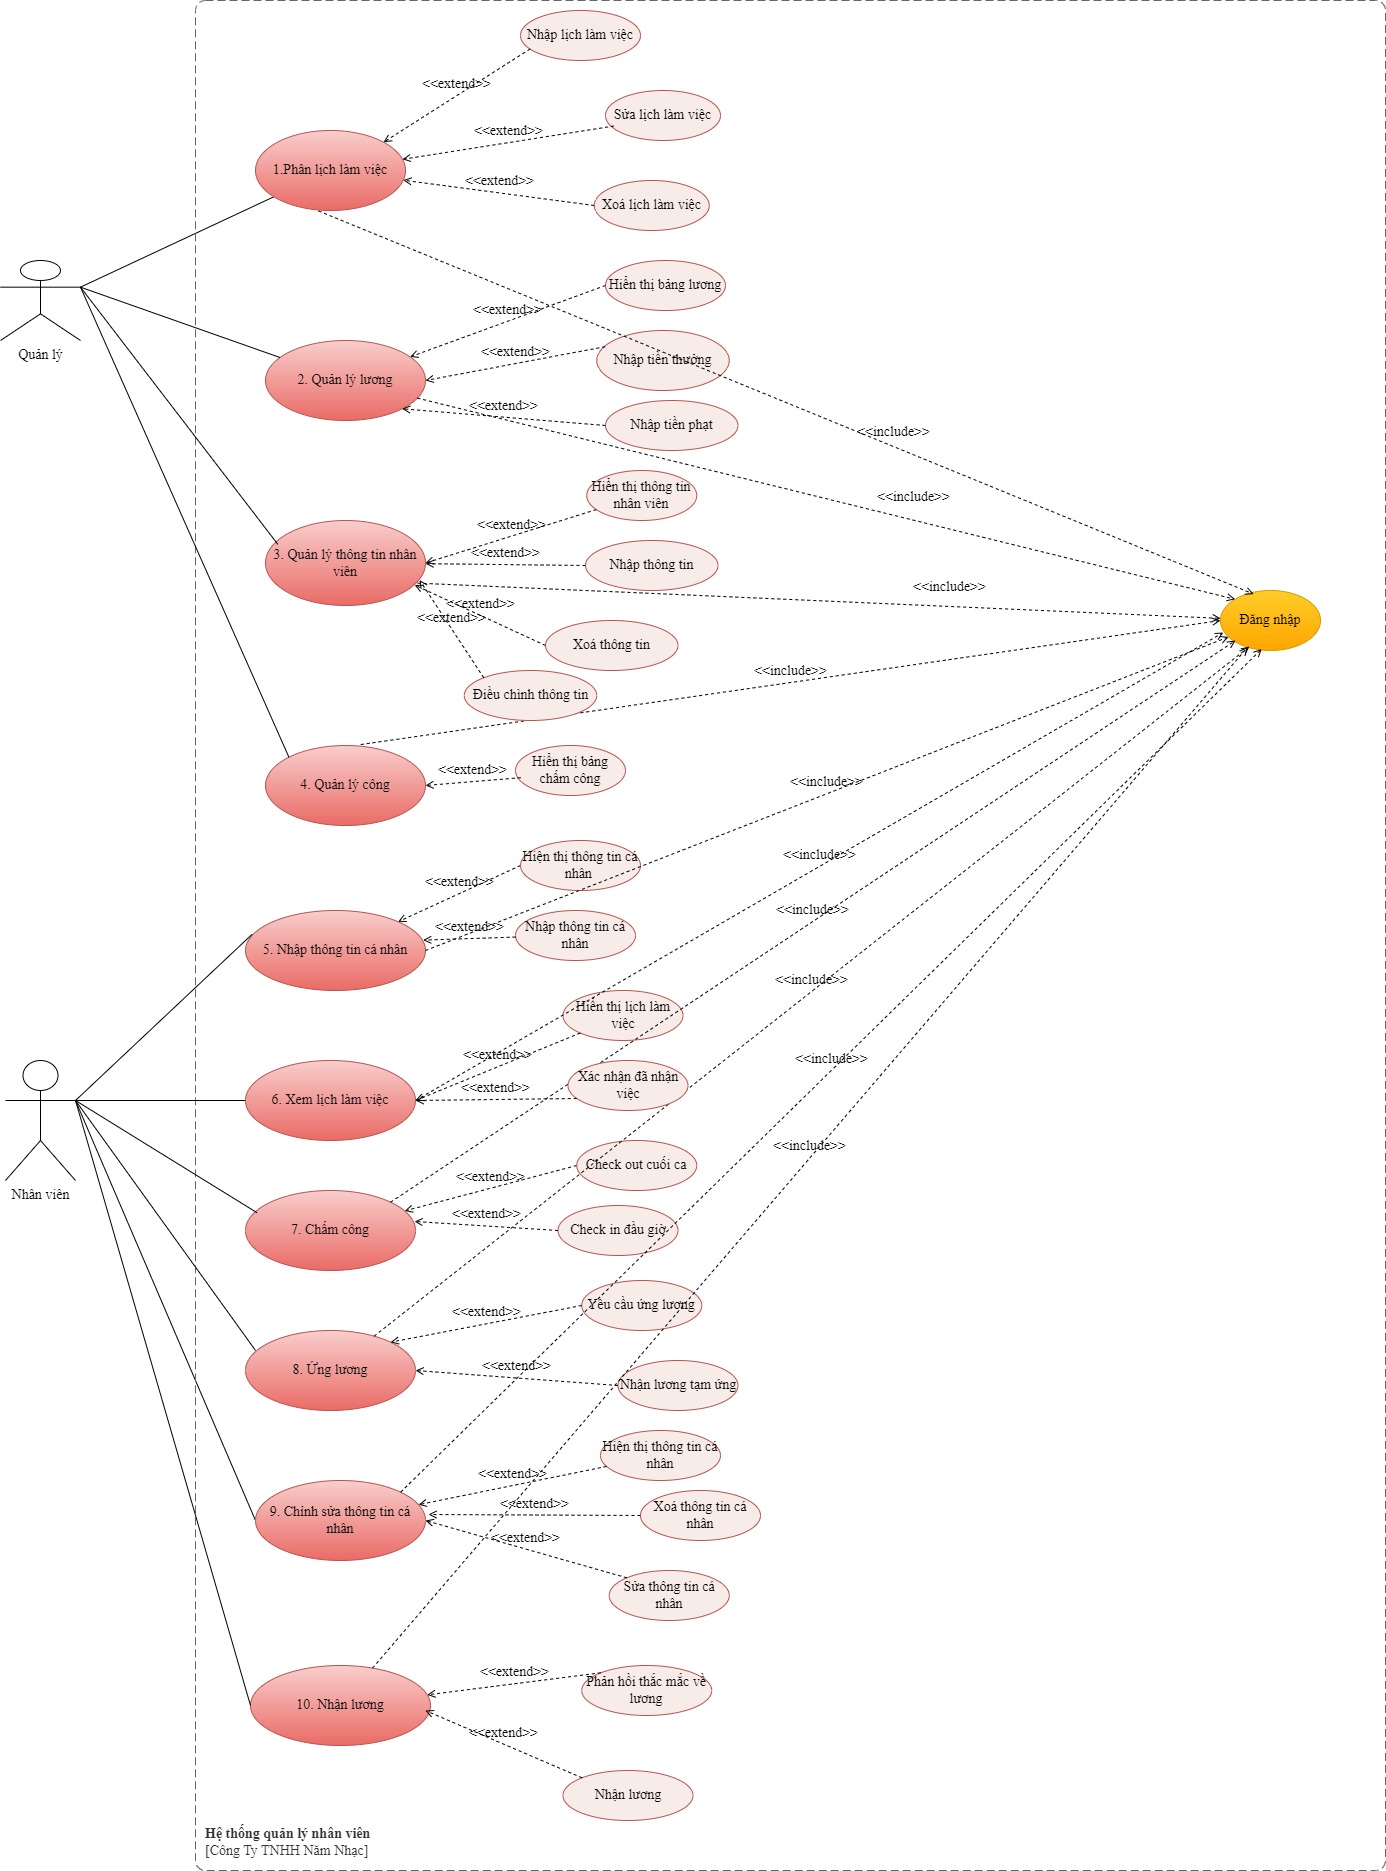 Nhập lịch làm việc
<<extend>>
Sửa lịch làm việc
<<extend>>
1.Phân lịch làm việc
<<extend>>
Xoá lịch làm việc
Quản lý
Hiển thị bảng lương
<<extend>>
<<extend>>
Nhập tiền thưởng
2. Quản lý lương
<<extend>>
Nhập tiền phạt
<<include>>
Hiển thị thông tin
nhân viên
<<include>>
<<extend>>
3. Quản lý thông tin nhân
viên
<<extend>>
Nhập thông tin
<<include>>
<<extend>>
<<extend>>
Đăng nhập
Xoá thông tin
<<include>>
Điều chỉnh thông tin
Hiển thị bảng
chấm công
<<extend>>
4. Quản lý công
<<include>>
Hiện thị thông tin cá
nhân
<<include>>
<<extend>>
<<include>>
5. Nhập thông tin cá nhân
<<extend>>
Nhập thông tin cá
nhân
<<include>>
Hiển thị lịch làm
việc
<<extend>>
<<include>>
6. Xem lịch làm việc
<<extend>>
Xác nhận đã nhận
việc
<<include>>
Nhân viên
<<extend>>
Check out cuối ca
7. Chấm công
<<extend>>
Check in đầu giờ
<<extend>>
Yêu cầu ứng lương
8. Ứng lương
<<extend>>
Nhận lương tạm ứng
Hiện thị thông tin cá
nhân
<<extend>>
9. Chỉnh sửa thông tin cá
nhân
<<extend>>
Xoá thông tin cá
nhân
<<extend>>
Sửa thông tin cá
nhân
<<extend>>
Phản hồi thắc mắc về
lương
10. Nhận lương
<<extend>>
Nhận lương
Hệ thống quản lý nhân viên
[Công Ty TNHH Năm Nhạc]